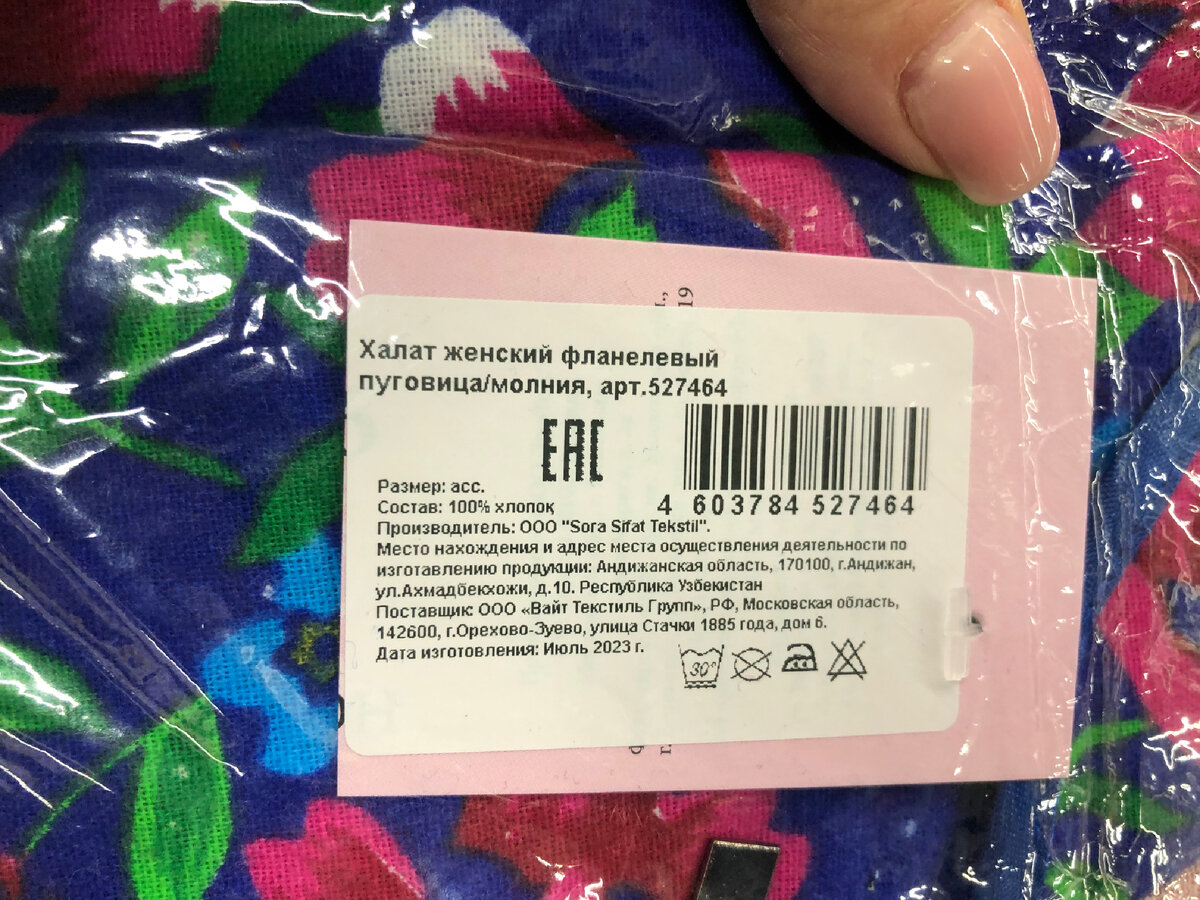 19
Халат женский фланелевый
пуговица/молния, арт.527464
EAC
4 603784 527464
Размер: асс.
Состав: 100% хлопок
Производитель: ООО "Sora Sifat Tekstil".
Место нахождения и адрес места осуществления деятельности по
изготовлению продукции: Андижанская область, 170100, г.Андижан,
ул.Ахмадбекхожи, д.10. Республика Узбекистан
Поставщик: ООО «Вайт Текстиль Групп», РФ, Московская область,
142600, г.Орехово-Зуево, улица Стачки 1885 года, дом 6.
Дата изготовления: Июль 2023 г.
30°